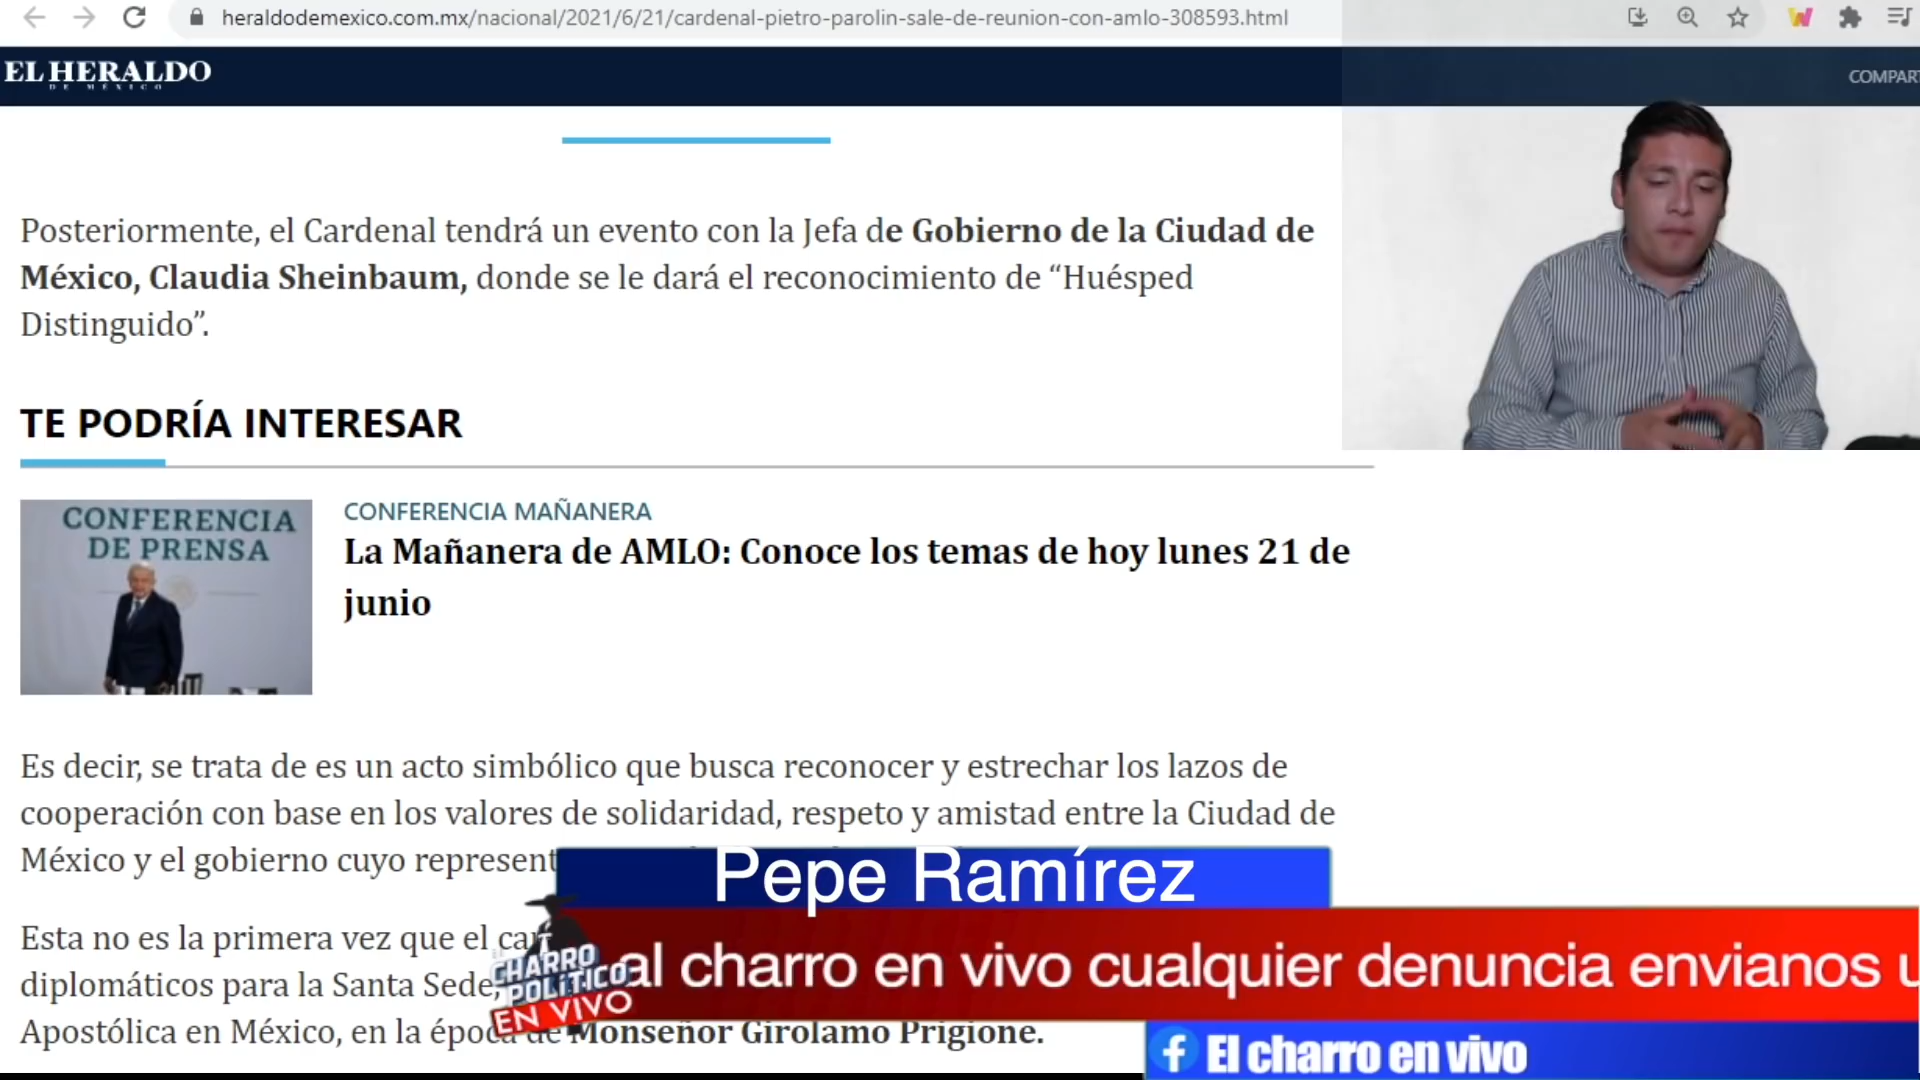 heraldodemexico.com.mx/nacional/2021/6/21/cardenal-pietro-parolin-sale-de-reunion-con-amlo-308593.html
EL HERALDO
DE MÉXICO
COMPART
Posteriormente, el Cardenal tendrá un evento con la Jefa de Gobierno de la Ciudad de
México, Claudia Sheinbaum, donde se le dará el reconocimiento de “Huésped
Distinguido”.
TE PODRÍA INTERESAR
CONFERENCIA
DE PRENSA
CONFERENCIA MAÑANERA
La Mañanera de AMLO: Conoce los temas de hoy lunes 21 de
junio
Es decir, se trata de es un acto simbólico que busca reconocer y estrechar los lazos de
cooperación con base en los valores de solidaridad, respeto y amistad entre la Ciudad de
México y el gobierno cuyo represent
Pepe Ramírez
Esta no es la primera vez que el car
diplomáticos para la Santa Sede,
Apostólica en México, en la época de Monseñor Girolamo Prigione.
CHARRO
POLÍTICO
EN VIVO
al charro en vivo cualquier denuncia envianos u
El charro en vivo